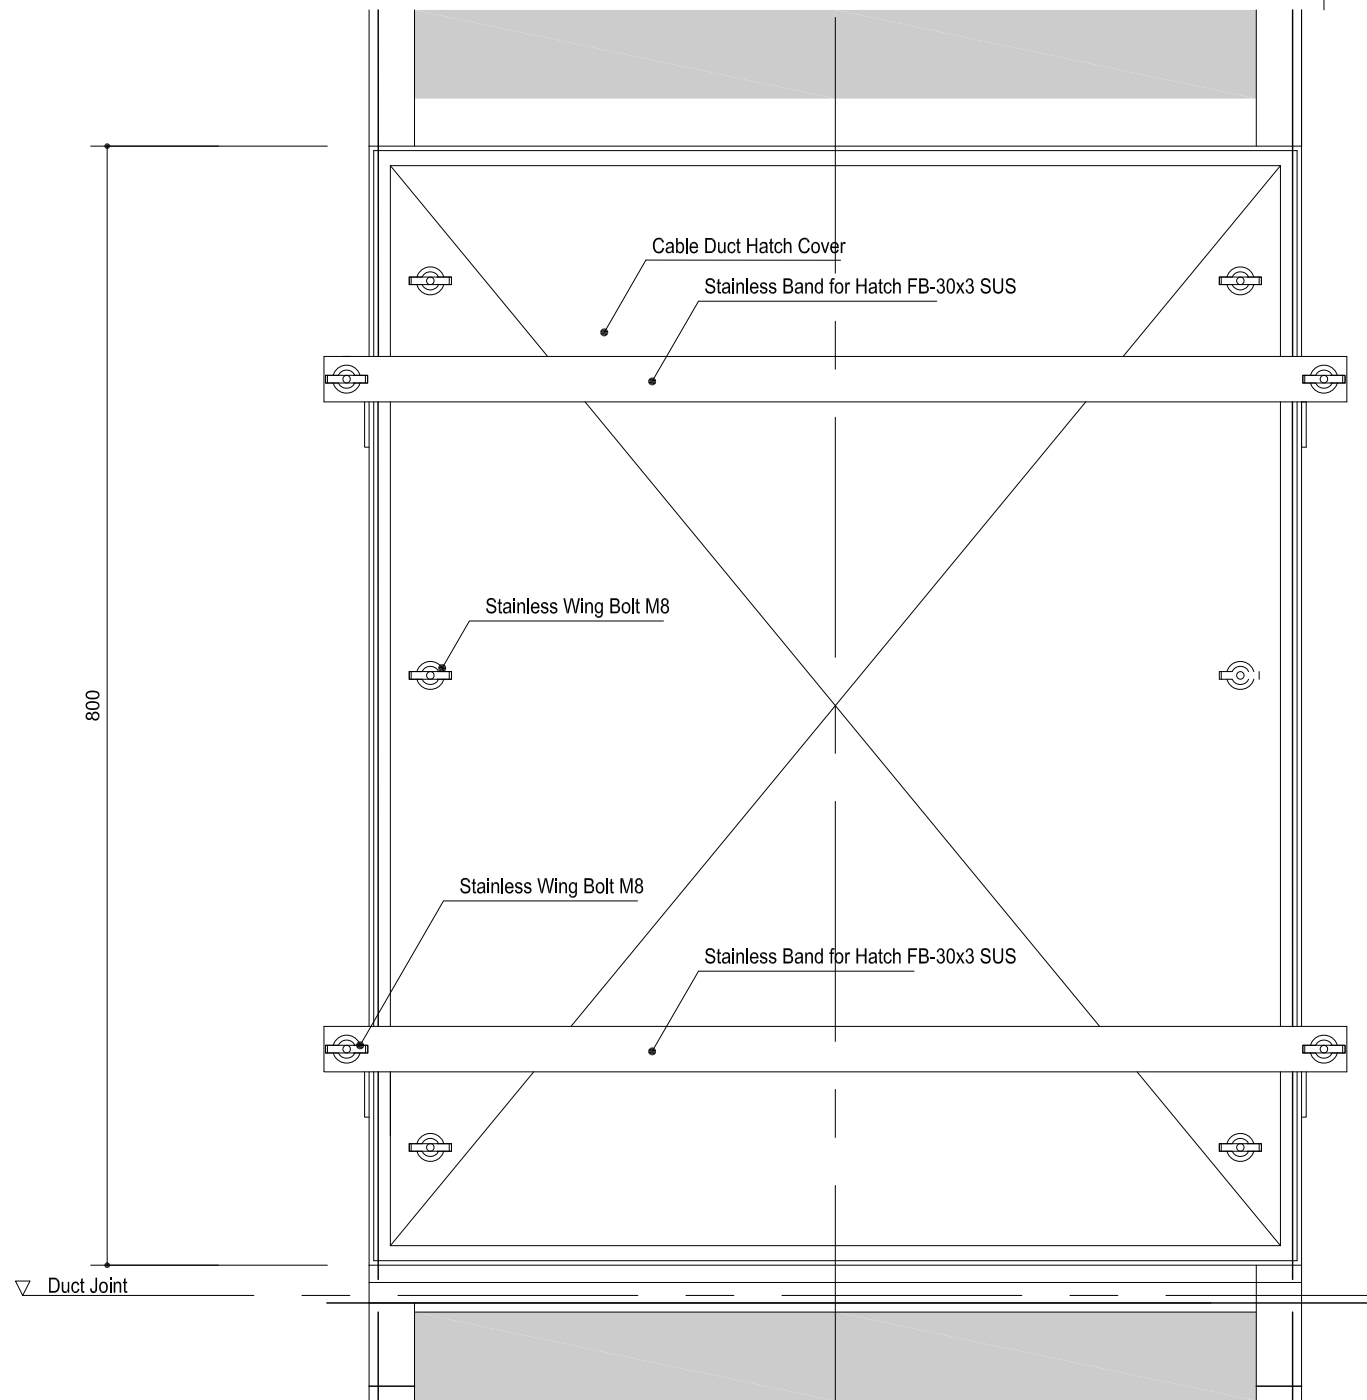 Cable Duct Hatch Cover
Stainless Band for Hatch FB-30x3 SUS
Stainless Wing Bolt M8
800
Stainless Wing Bolt M8
Stainless Band for Hatch FB-30x3 SUS
Duct Joint